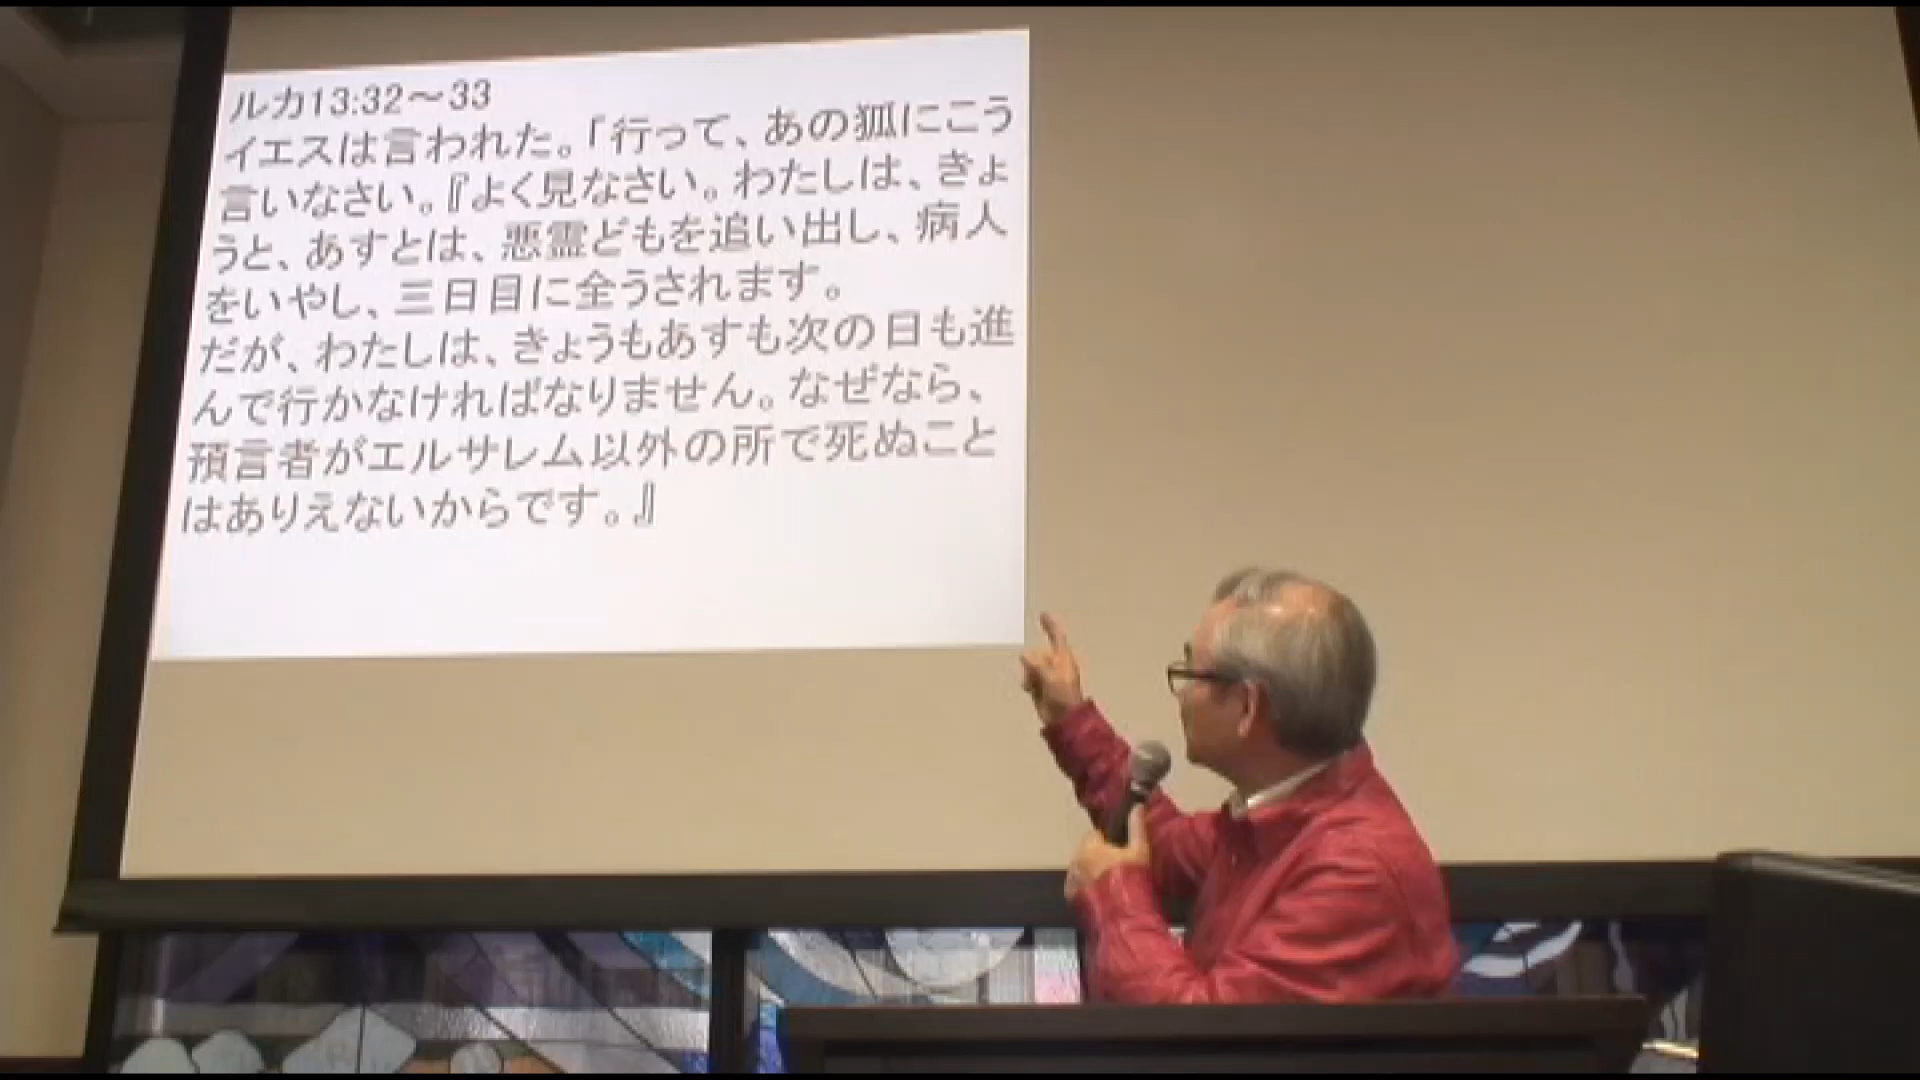 ルカ13:32〜33
イエスは言われた。「行って、あの狐にこう
言いなさい。『よく見なさい。わたしは、きょ
うと、あすとは、悪霊どもを追い出し、病人
をいやし、三日目に全うされます。
だが、わたしは、きょうもあすも次の日も進
んで行かなければなりません。なぜなら、
預言者がエルサレム以外の所で死ぬこと
はありえないからです。』